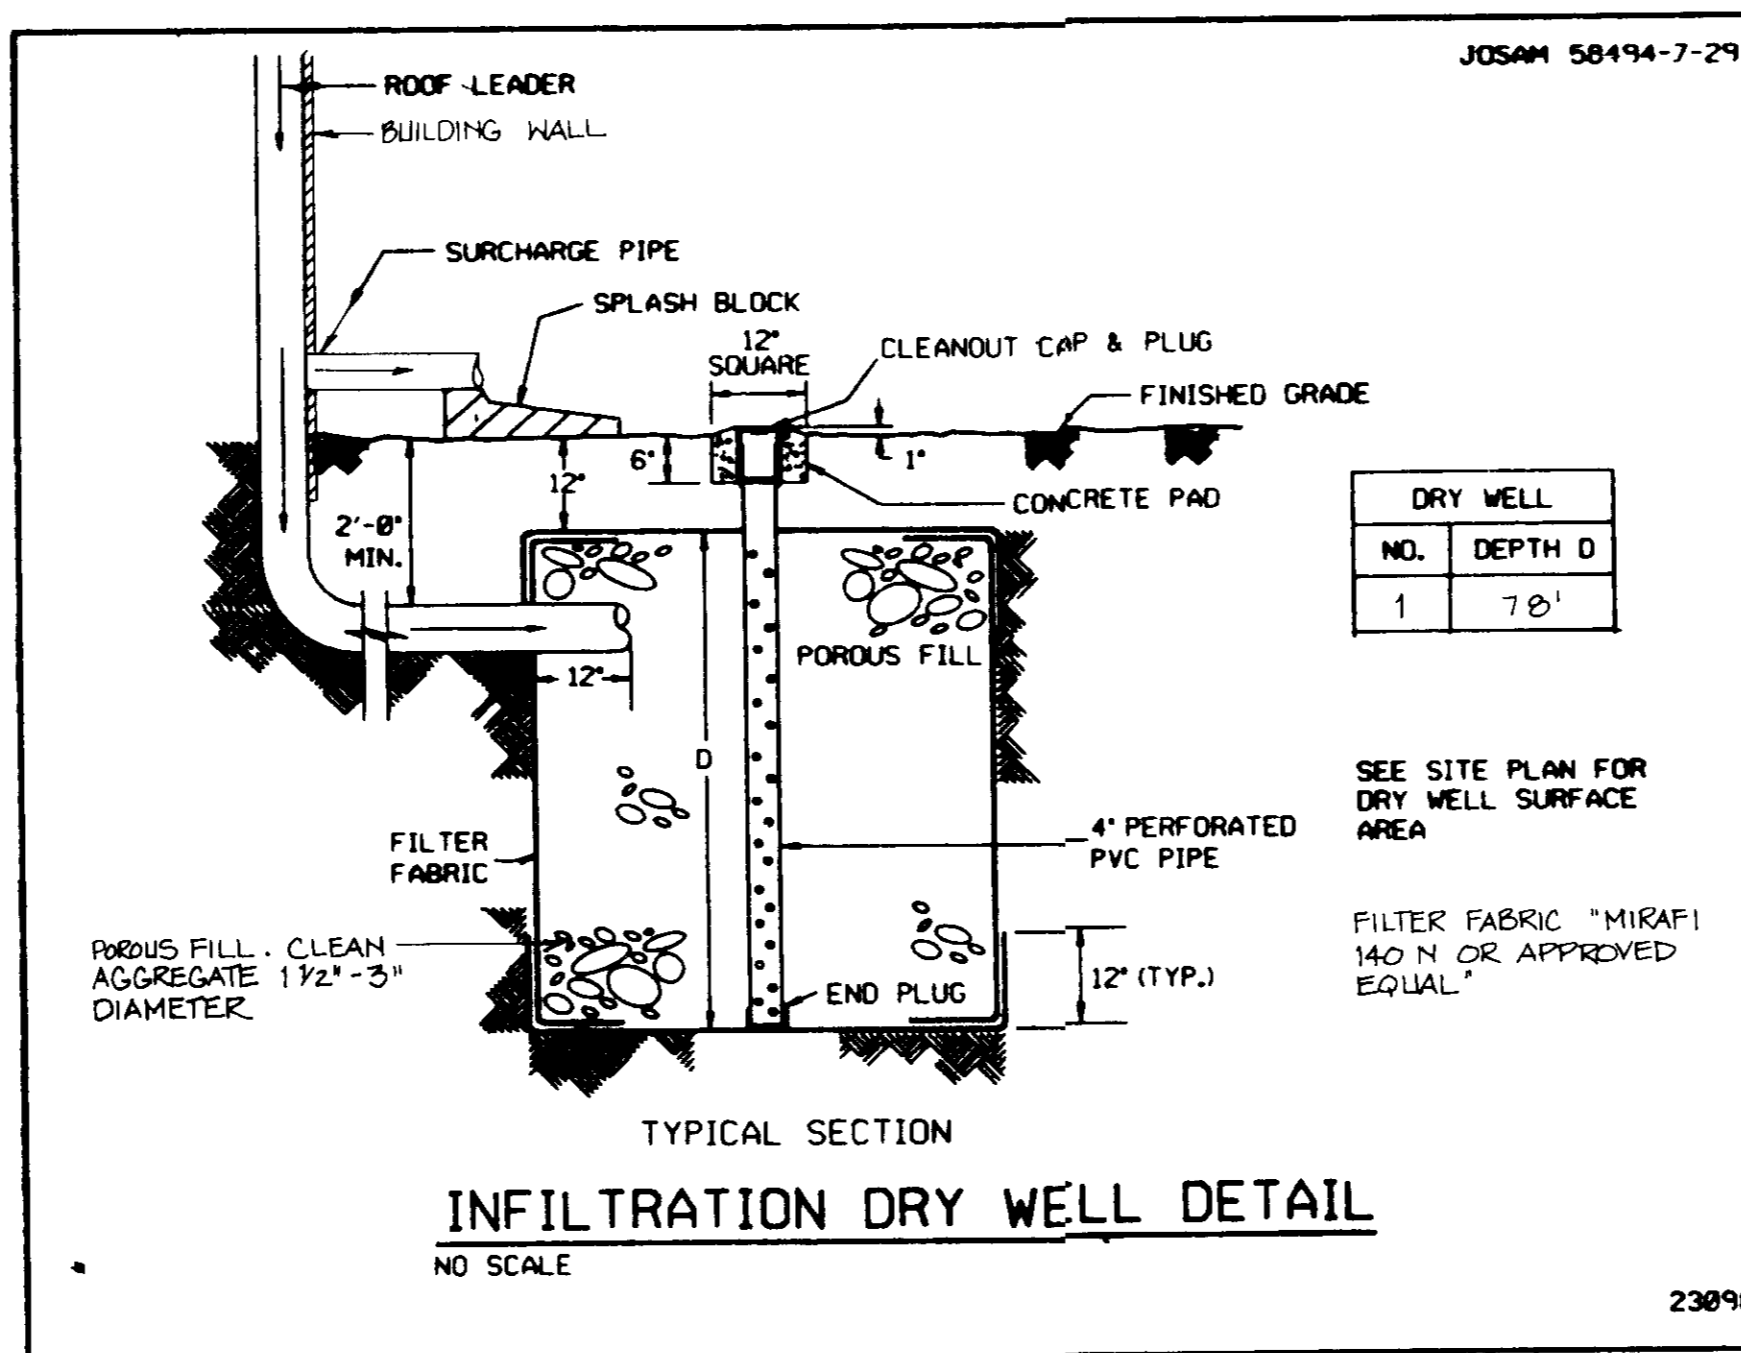 JOSAM 58494-7-29
ROOF LEADER
BUILDING WALL
SURCHARGE PIPE
SPLASH BLOCK
12"
SQUARE
CLEANOUT CAP & PLUG
FINISHED GRADE
6"
1"
12"
CONCRETE PAD
2'-0"
MIN.
DRY WELL
NO. DEPTH D
1 78'
POROUS FILL
12"
D
SEE SITE PLAN FOR
DRY WELL SURFACE
AREA
FILTER
FABRIC
4" PERFORATED
PVC PIPE
POROUS FILL. CLEAN
AGGREGATE 1 1/2"-3"
DIAMETER
END PLUG
12" (TYP.)
FILTER FABRIC "MIRAFI
140 N OR APPROVED
EQUAL"
TYPICAL SECTION
INFILTRATION DRY WELL DETAIL
NO SCALE